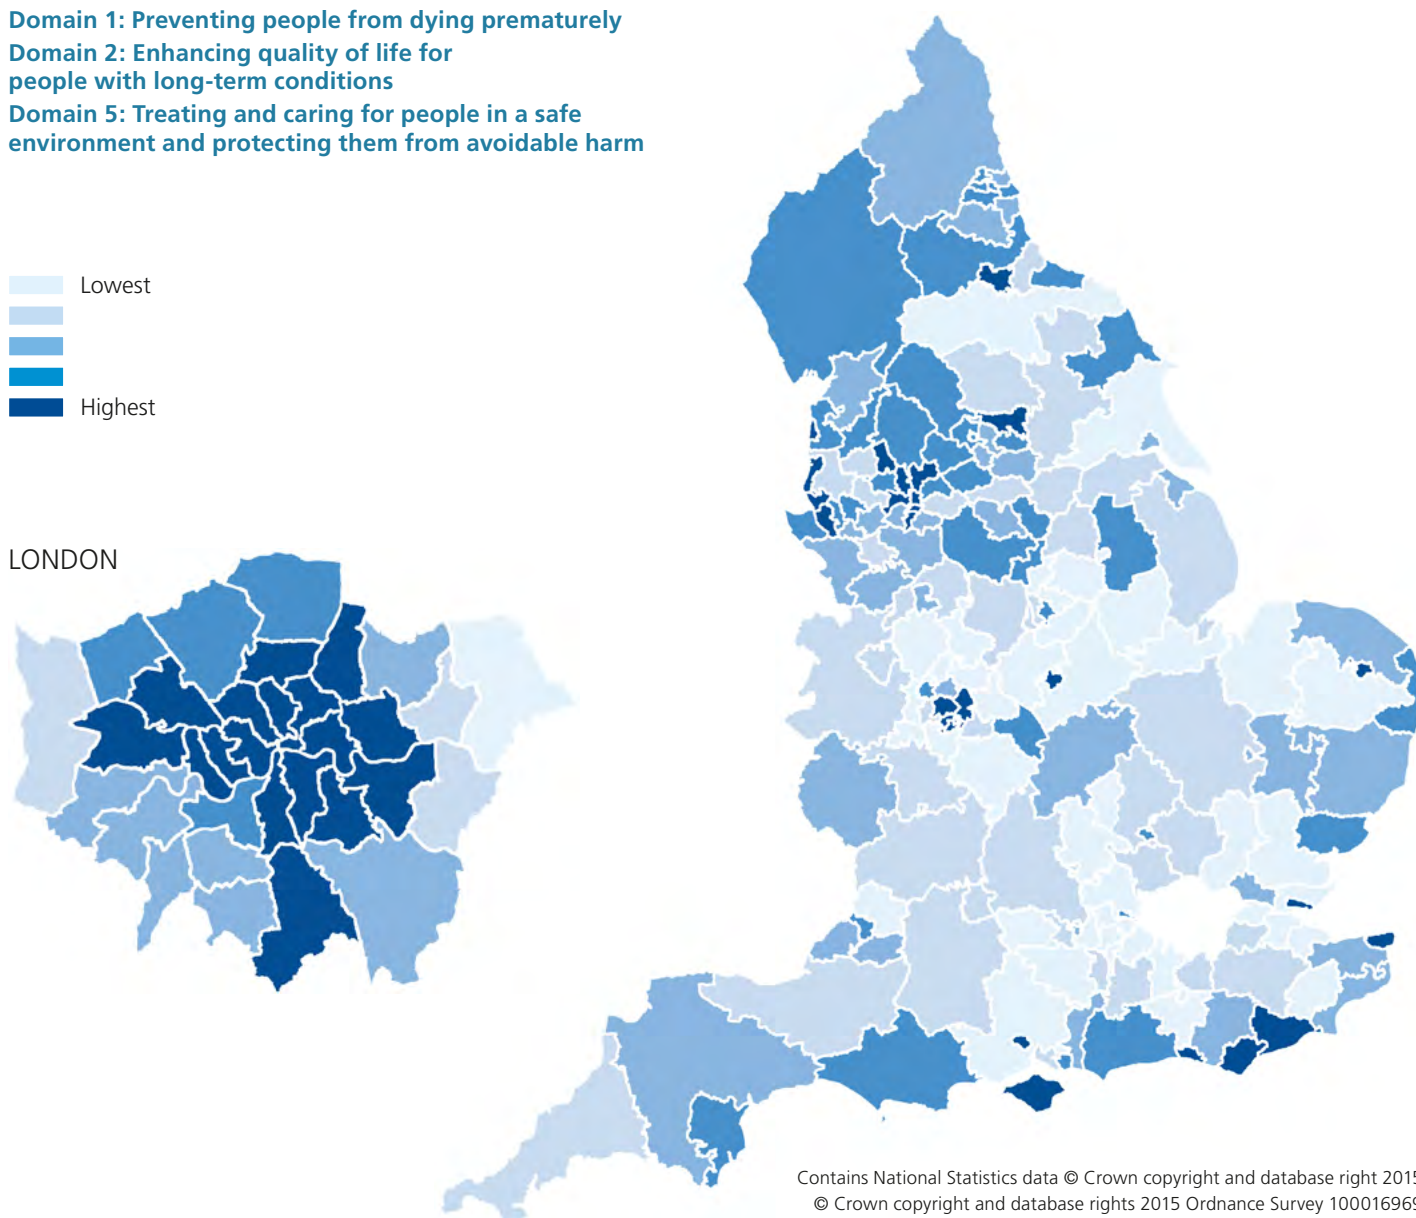 Domain 1: Preventing people from dying prematurely
Domain 2: Enhancing quality of life for
people with long-term conditions
Domain 5: Treating and caring for people in a safe
environment and protecting them from avoidable harm
Lowest
Highest
LONDON
Contains National Statistics data © Crown copyright and database right 2015
© Crown copyright and database rights 2015 Ordnance Survey 100016969